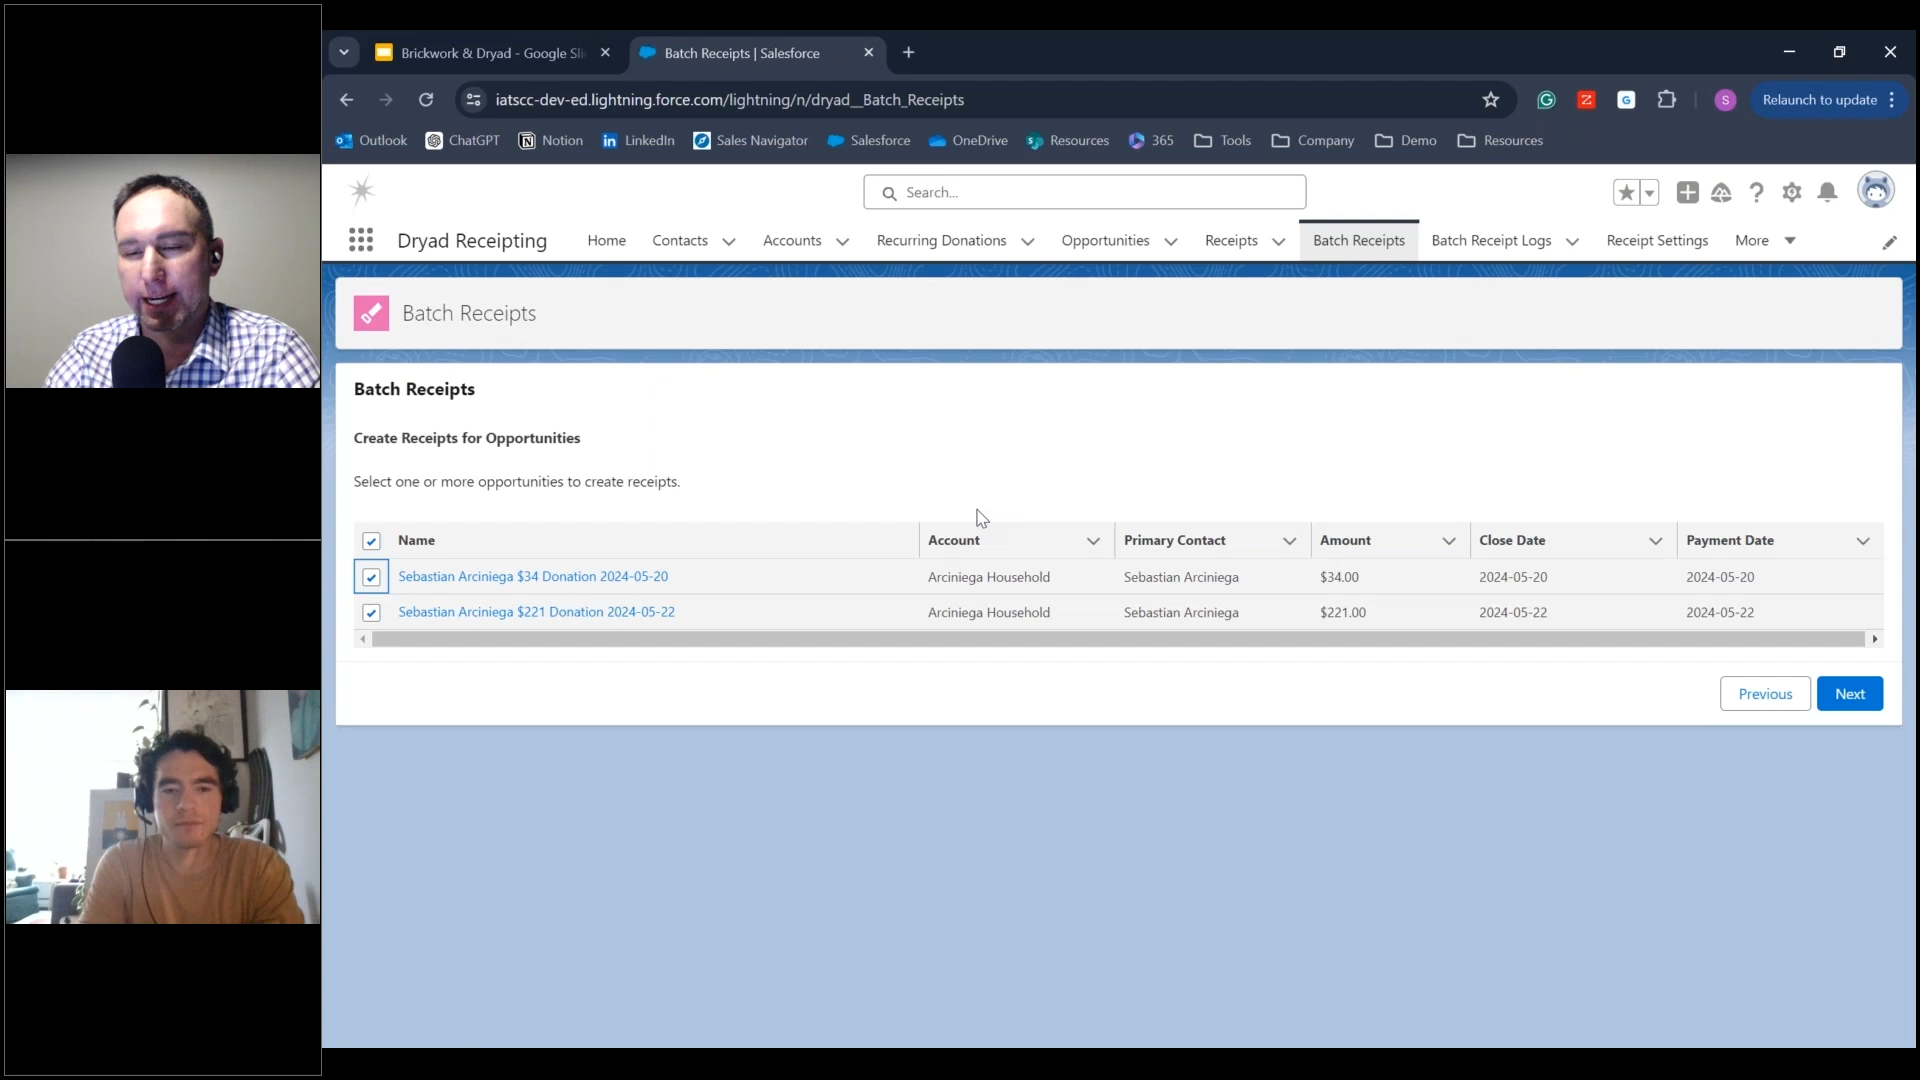 Brickwork & Dryad - Google Sli
Batch Receipts | Salesforce
iatscc-dev-ed.lightning.force.com/lightning/n/dryad__Batch_Receipts
Relaunch to update
S
Outlook
ChatGPT
Notion
LinkedIn
Sales Navigator
Salesforce
OneDrive
Resources
365
Tools
Company
Demo
Resources
Search...
Dryad Receipting
Home
Contacts
Accounts
Recurring Donations
Opportunities
Receipts
Batch Receipts
Batch Receipt Logs
Receipt Settings
More
Batch Receipts
Batch Receipts
Create Receipts for Opportunities
Select one or more opportunities to create receipts.
Name Account Primary Contact Amount Close Date Payment Date
Sebastian Arciniega $34 Donation 2024-05-20 Arciniega Household Sebastian Arciniega $34.00 2024-05-20 2024-05-20
Sebastian Arciniega $221 Donation 2024-05-22 Arciniega Household Sebastian Arciniega $221.00 2024-05-22 2024-05-22
Previous
Next